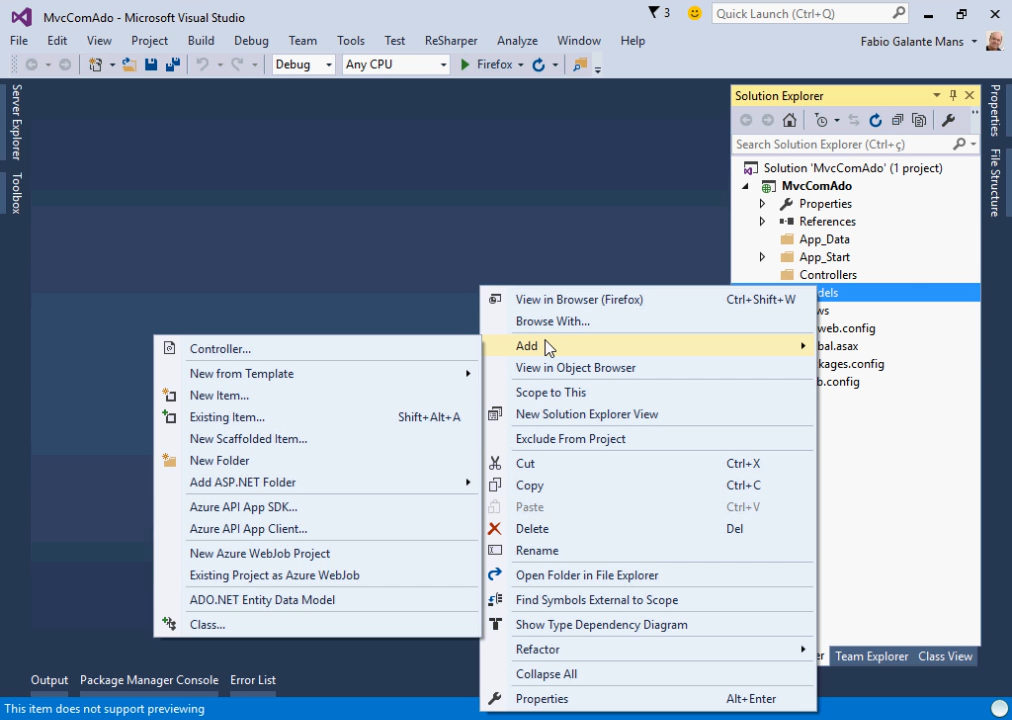 MvcComAdo - Microsoft Visual Studio
3
Quick Launch (Ctrl+Q)
File Edit View Project Build Debug Team Tools Test ReSharper Analyze Window Help
Fabio Galante Mans
Debug Any CPU Firefox
Server Explorer
Toolbox
Solution Explorer
Search Solution Explorer (Ctrl+ç)
Solution 'MvcComAdo' (1 project)
MvcComAdo
Properties
References
App_Data
App_Start
Controllers
dels
ws
web.config
bal.asax
kages.config
b.config
Properties
File Structure
View in Browser (Firefox) Ctrl+Shift+W
Browse With...
Add
View in Object Browser
Scope to This
New Solution Explorer View
Exclude From Project
Cut Ctrl+X
Copy Ctrl+C
Paste Ctrl+V
Delete Del
Rename
Open Folder in File Explorer
Find Symbols External to Scope
Show Type Dependency Diagram
Refactor
Collapse All
Properties Alt+Enter
Controller...
New from Template
New Item...
Existing Item... Shift+Alt+A
New Scaffolded Item...
New Folder
Add ASP.NET Folder
Azure API App SDK...
Azure API App Client...
New Azure WebJob Project
Existing Project as Azure WebJob
ADO.NET Entity Data Model
Class...
er Team Explorer Class View
Output Package Manager Console Error List
This item does not support previewing